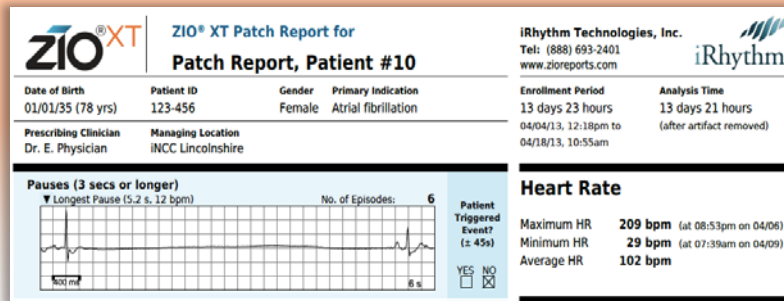 ZIO® XT
ZIO® XT Patch Report for
Patch Report, Patient #10
iRhythm Technologies, Inc.
Tel: (888) 693-2401
www.zioreports.com
iRhythm
Date of Birth
01/01/35 (78 yrs)
Patient ID
123-456
Gender
Female
Primary Indication
Atrial fibrillation
Prescribing Clinician
Dr. E. Physician
Managing Location
iNCC Lincolnshire
Enrollment Period
13 days 23 hours
04/04/13, 12:18pm to
04/18/13, 10:55am
Analysis Time
13 days 21 hours
(after artifact removed)
Pauses (3 secs or longer)
▼ Longest Pause (5.2 s, 12 bpm) No. of Episodes: 6
400 ms
6 s
Patient
Triggered
Event?
(± 45s)
YES NO
Heart Rate
Maximum HR 209 bpm (at 08:53pm on 04/06)
Minimum HR 29 bpm (at 07:39am on 04/09)
Average HR 102 bpm